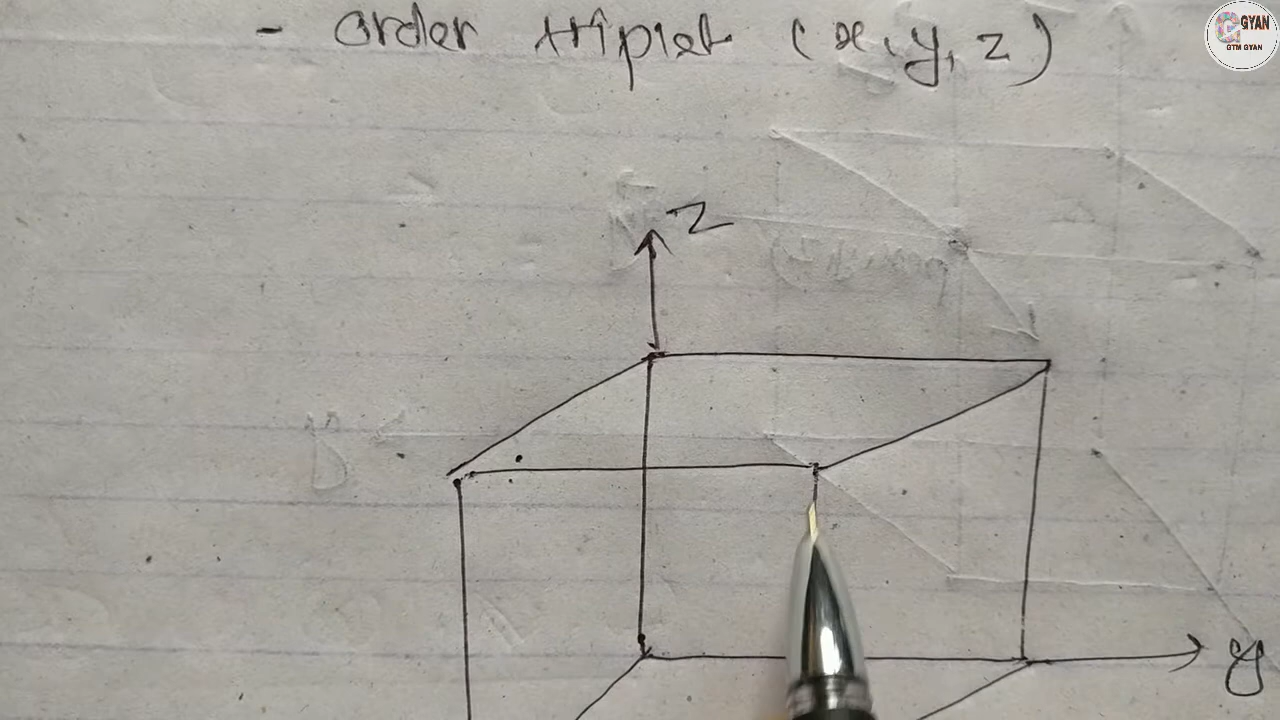 - order triplet (x, y, z)
GYAN
GTM GYAN
z
y